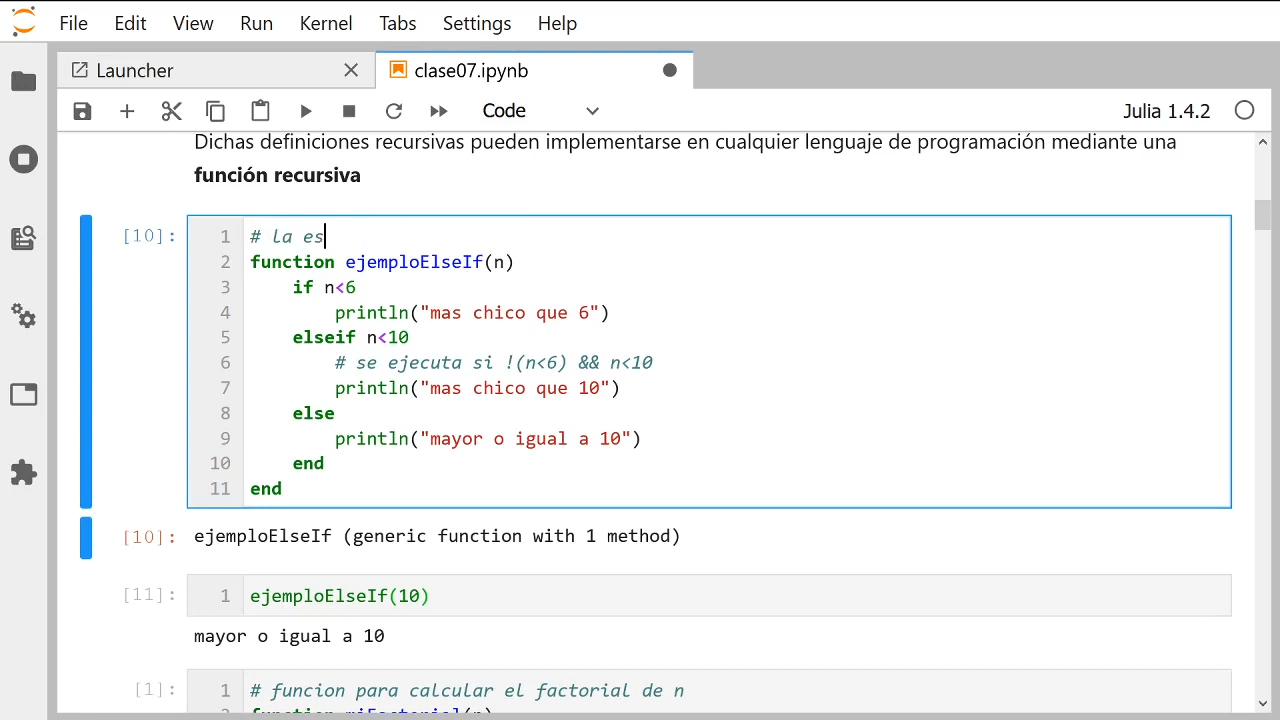 File Edit View Run Kernel Tabs Settings Help
Launcher
clase07.ipynb
Code
Julia 1.4.2
Dichas definiciones recursivas pueden implementarse en cualquier lenguaje de programación mediante una
función recursiva
[10]:
1 # la es
2 function ejemploElseIf(n)
3 if n<6
4 println("mas chico que 6")
5 elseif n<10
6 # se ejecuta si !(n<6) && n<10
7 println("mas chico que 10")
8 else
9 println("mayor o igual a 10")
10 end
11 end
[10]: ejemploElseIf (generic function with 1 method)
[11]: 1 ejemploElseIf(10)
mayor o igual a 10
[1]: 1 # funcion para calcular el factorial de n
2 function miFactorial(n)